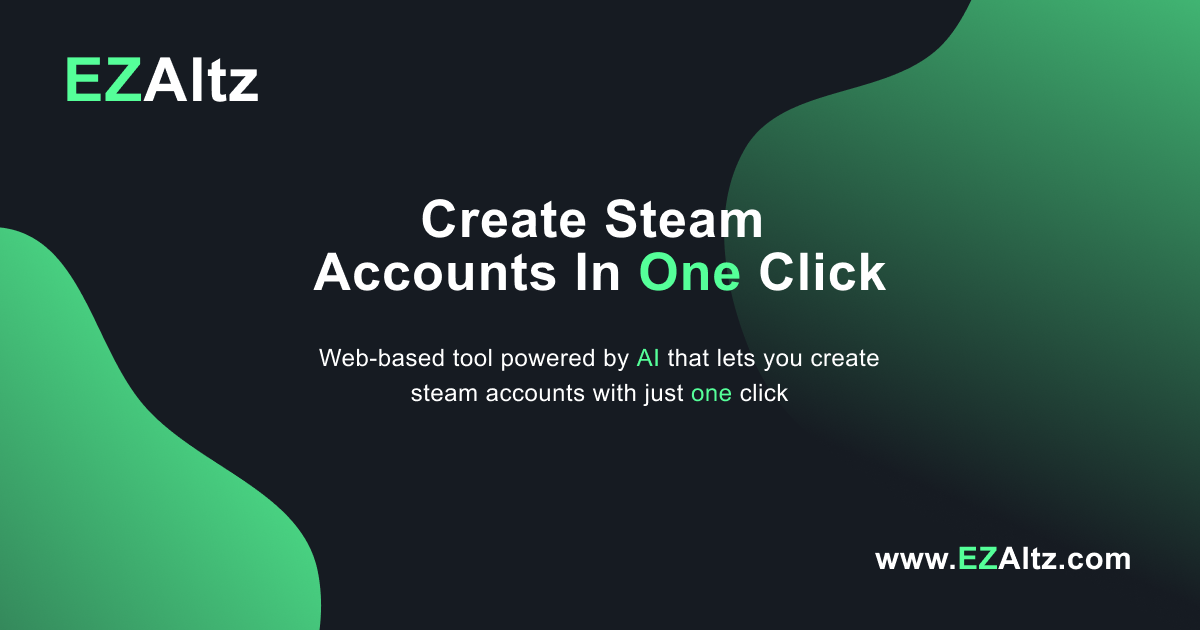 EZAltz
Create Steam
Accounts In One Click
Web-based tool powered by AI that lets you create
steam accounts with just one click
www.EZAltz.com